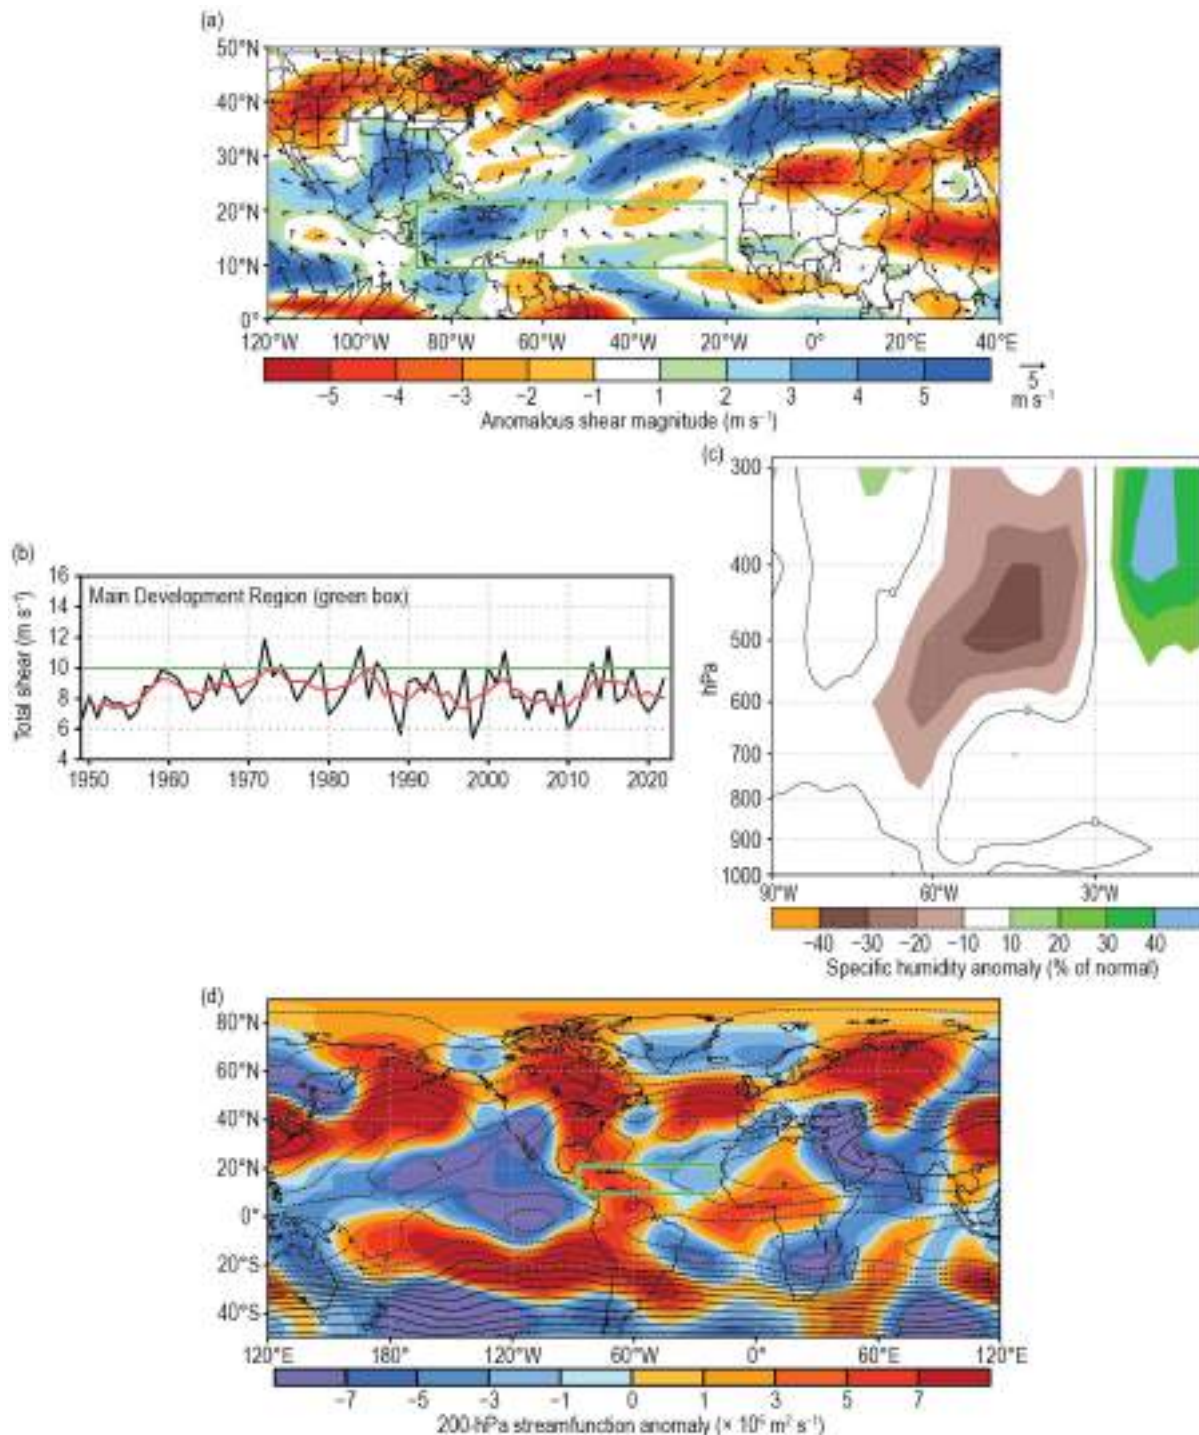 (a)
50°N
40°N
30°N
20°N
10°N
0°
120°W 100°W 80°W 60°W 40°W 20°W 0° 20°E 40°E
−5 −4 −3 −2 −1 1 2 3 4 5
5
m s⁻¹
Anomalous shear magnitude (m s⁻¹)
(b)
Total shear (m s⁻¹)
16
14
12
10
8
6
4
Main Development Region (green box)
1950 1960 1970 1980 1990 2000 2010 2020
(c)
hPa
300
400
500
600
700
800
900
1000
0
0
0
90°W 60°W 30°W
−40 −30 −20 −10 10 20 30 40
Specific humidity anomaly (% of normal)
(d)
80°N
60°N
40°N
20°N
0°
20°S
40°S
120°E 180° 120°W 60°W 0° 60°E 120°E
−7 −5 −3 −1 0 1 3 5 7
200-hPa streamfunction anomaly (× 10⁶ m² s⁻¹)